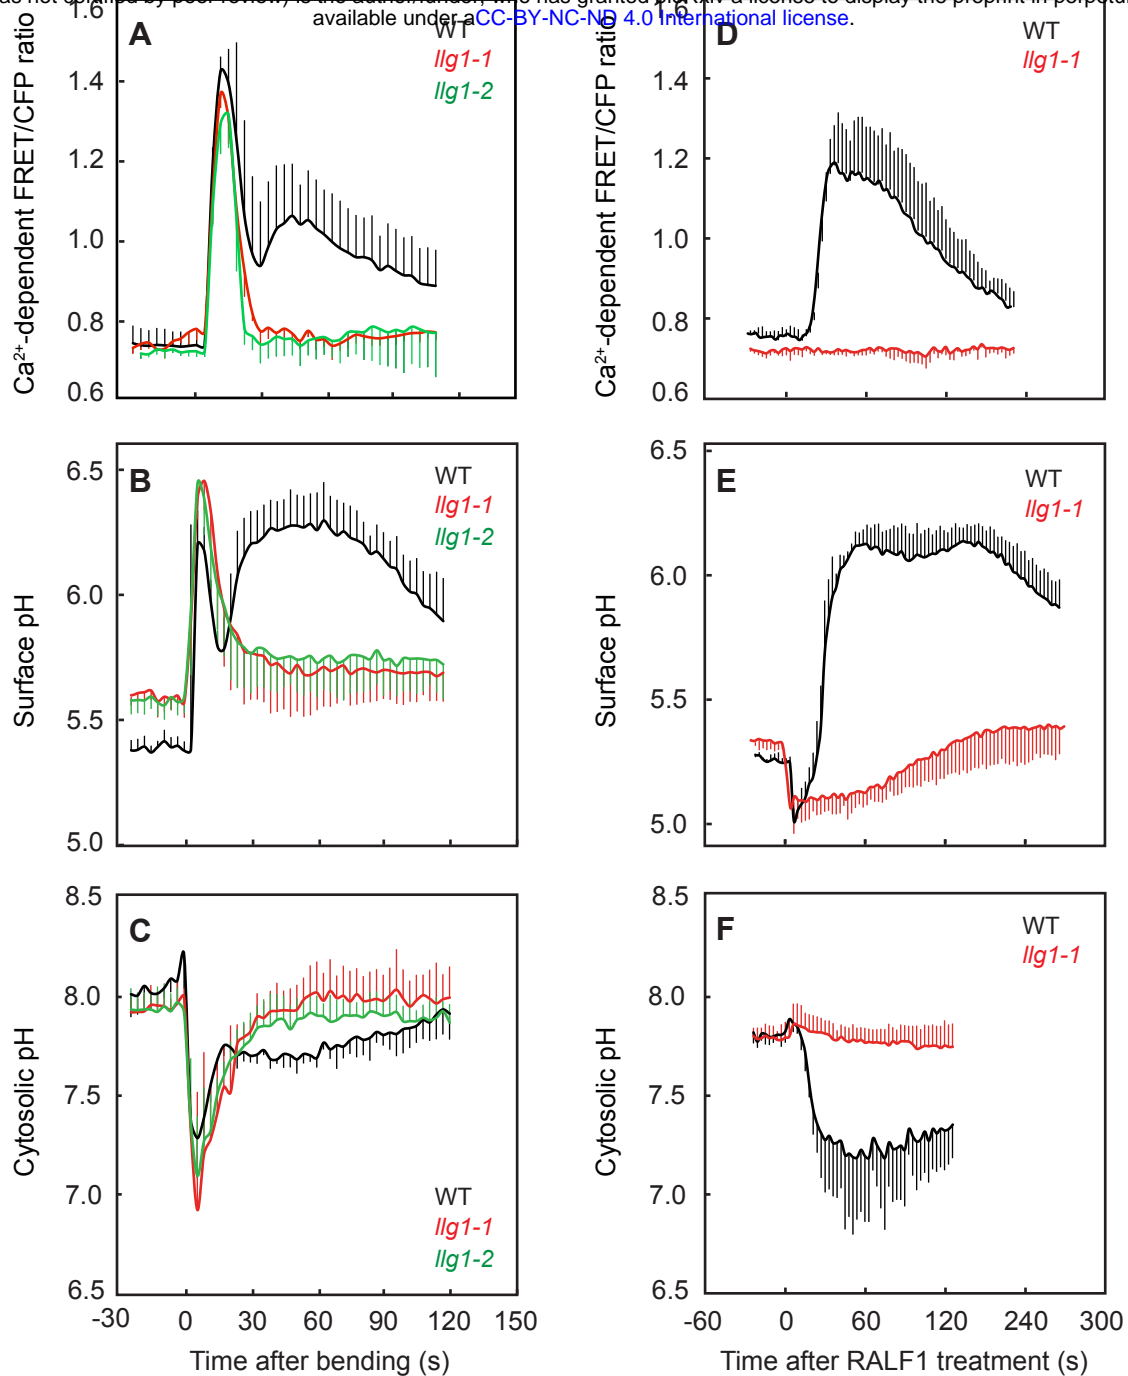 available under aCC-BY-NC-ND 4.0 International license.
A
WT
llg1-1
llg1-2
Ca2+-dependent FRET/CFP ratio
1.6
1.4
1.2
1.0
0.8
0.6
D
WT
llg1-1
Ca2+-dependent FRET/CFP ratio
1.6
1.4
1.2
1.0
0.8
0.6
B
WT
llg1-1
llg1-2
Surface pH
6.5
6.0
5.5
5.0
E
WT
llg1-1
Surface pH
6.5
6.0
5.5
5.0
C
WT
llg1-1
llg1-2
Cytosolic pH
8.5
8.0
7.5
7.0
6.5
-30 0 30 60 90 120 150
Time after bending (s)
F
WT
llg1-1
Cytosolic pH
8.5
8.0
7.5
7.0
6.5
-60 0 60 120 240 300
Time after RALF1 treatment (s)